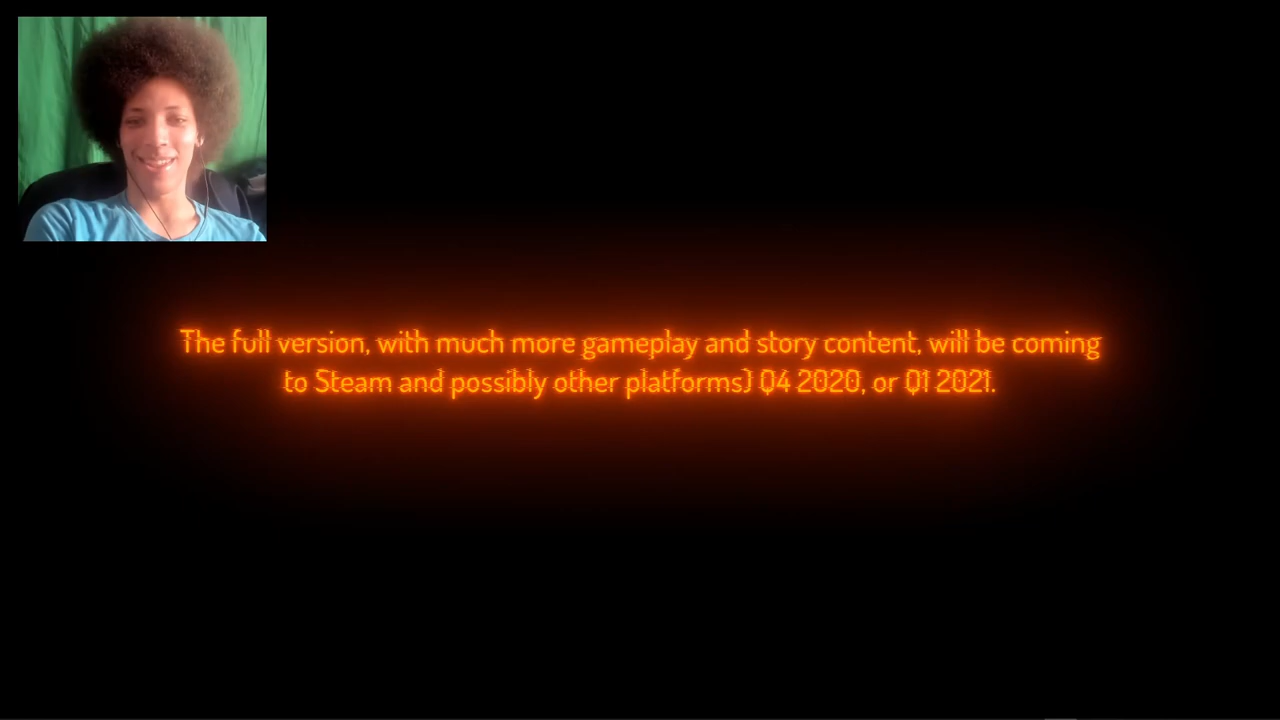 The full version, with much more gameplay and story content, will be coming
to Steam and possibly other platforms) Q4 2020, or Q1 2021.